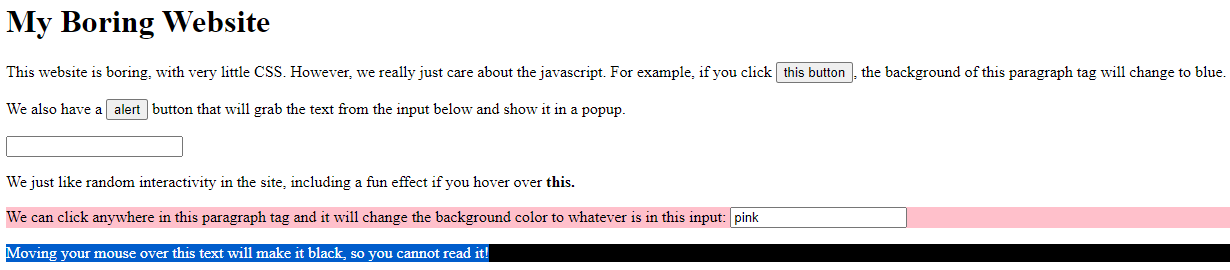 My Boring Website
This website is boring, with very little CSS. However, we really just care about the javascript. For example, if you click this button, the background of this paragraph tag will change to blue.
We also have a alert button that will grab the text from the input below and show it in a popup.
We just like random interactivity in the site, including a fun effect if you hover over this.
We can click anywhere in this paragraph tag and it will change the background color to whatever is in this input: pink
Moving your mouse over this text will make it black, so you cannot read it!